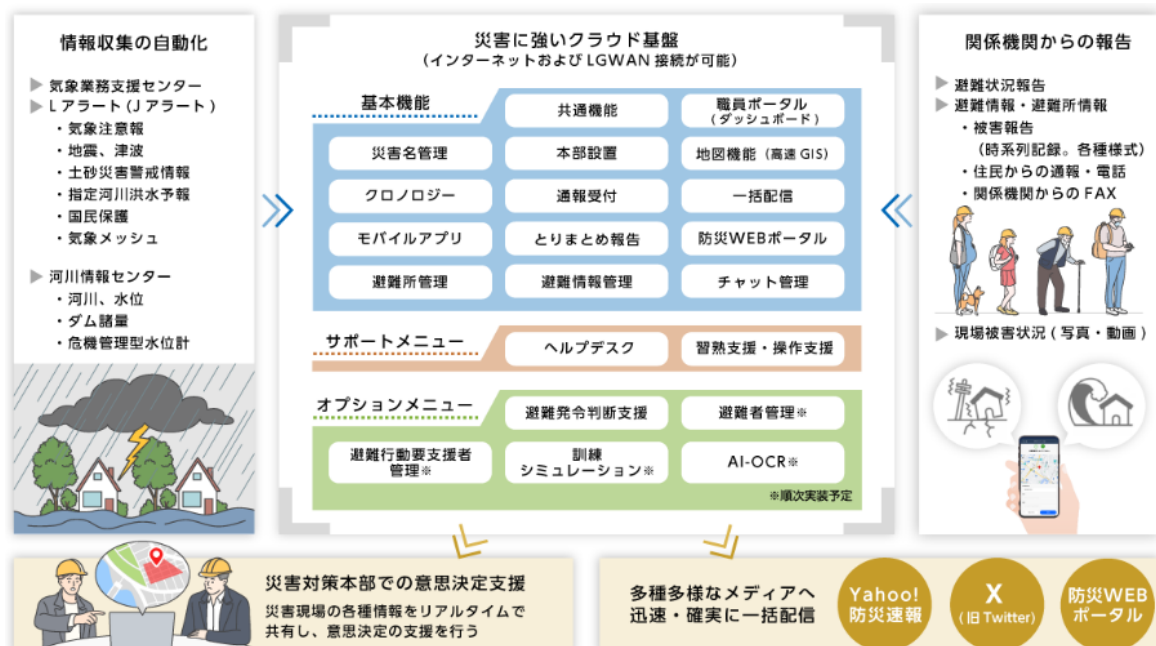 情報収集の自動化
▶ 気象業務支援センター
▶ Lアラート(Jアラート)
・気象注意報
・地震、津波
・土砂災害警戒情報
・指定河川洪水予報
・国民保護
・気象メッシュ
▶ 河川情報センター
・河川、水位
・ダム諸量
・危機管理型水位計
災害に強いクラウド基盤
(インターネットおよびLGWAN接続が可能)
基本機能
共通機能
職員ポータル
(ダッシュボード)
災害名管理
本部設置
地図機能(高速GIS)
クロノロジー
通報受付
一括配信
モバイルアプリ
とりまとめ報告
防災WEBポータル
避難所管理
避難情報管理
チャット管理
サポートメニュー
ヘルプデスク
習熟支援・操作支援
オプションメニュー
避難発令判断支援
避難者管理※
避難行動要支援者
管理※
訓練
シミュレーション※
AI-OCR※
※順次実装予定
関係機関からの報告
▶ 避難状況報告
▶ 避難情報・避難所情報
・被害報告
(時系列記録。各種様式)
・住民からの通報・電話
・関係機関からのFAX
▶ 現場被害状況(写真・動画)
災害対策本部での意思決定支援
災害現場の各種情報をリアルタイムで
共有し、意思決定の支援を行う
多種多様なメディアへ
迅速・確実に一括配信
Yahoo!
防災速報
X
(旧Twitter)
防災WEB
ポータル